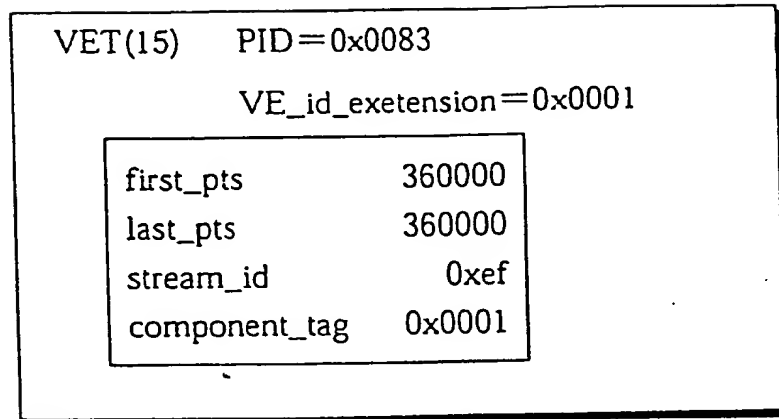 VET(15) PID=0x0083
VE_id_exetension=0x0001
first_pts 360000
last_pts 360000
stream_id 0xef
component_tag 0x0001